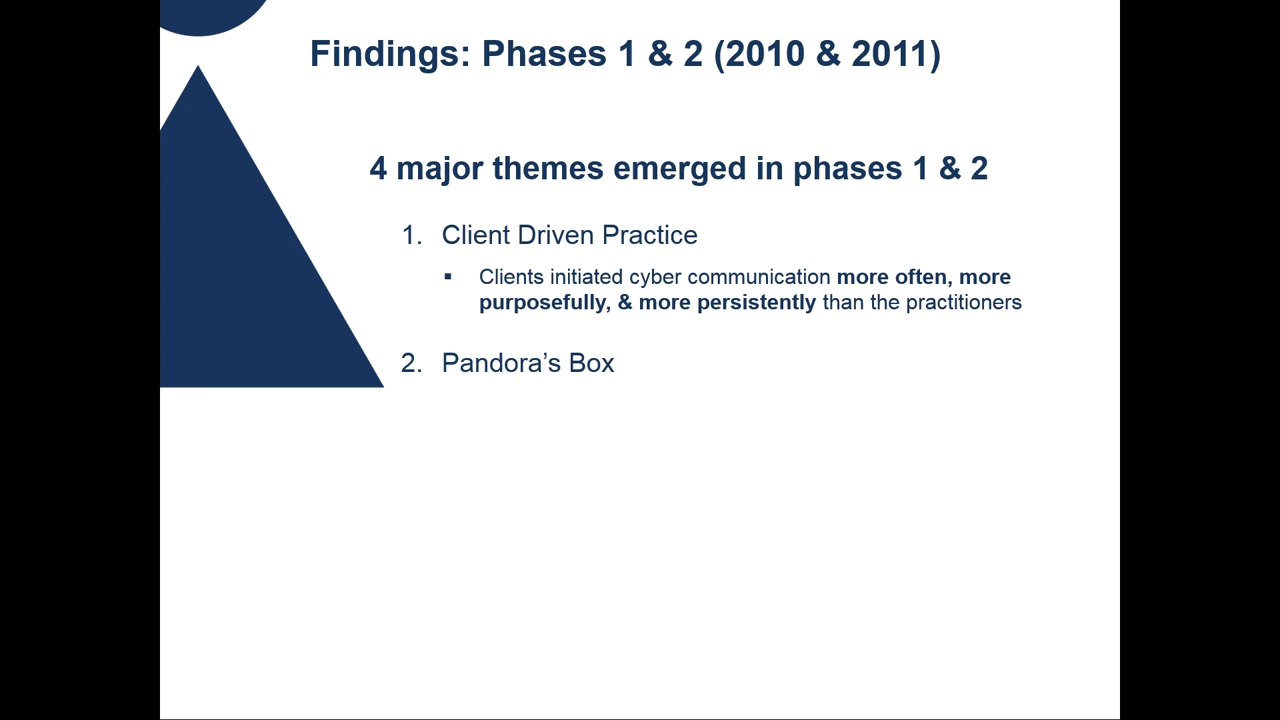 Findings: Phases 1 & 2 (2010 & 2011)
4 major themes emerged in phases 1 & 2
1. Client Driven Practice
▪ Clients initiated cyber communication more often, more
purposefully, & more persistently than the practitioners
2. Pandora’s Box